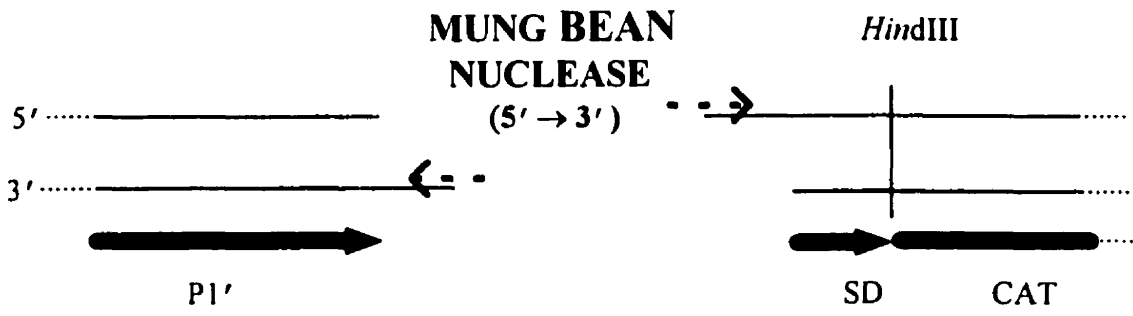 MUNG BEAN
NUCLEASE
(5′ → 3′)
HindIII
5′
3′
P1′
SD
CAT